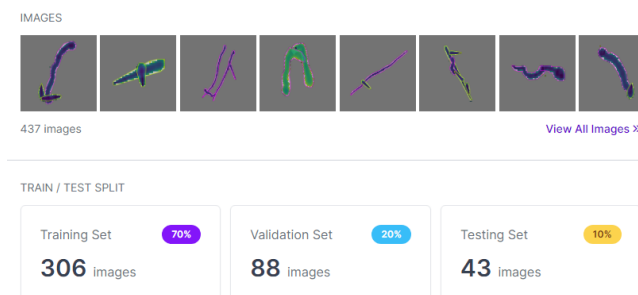 IMAGES
437 images
View All Images »
TRAIN / TEST SPLIT
Training Set 70%
Validation Set 20%
Testing Set 10%
306 images
88 images
43 images